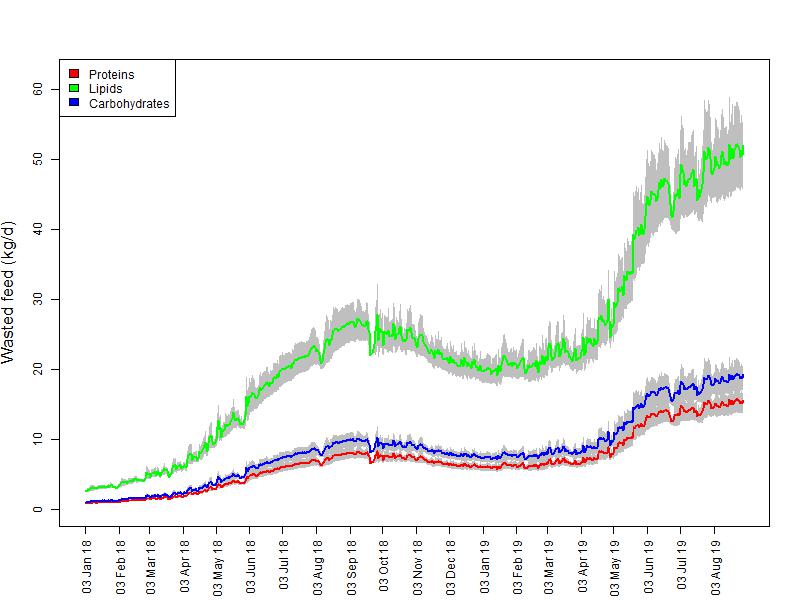 Proteins
Lipids
Carbohydrates
Wasted feed (kg/d)
60
50
40
30
20
10
0
03 Jan 18
03 Feb 18
03 Mar 18
03 Apr 18
03 May 18
03 Jun 18
03 Jul 18
03 Aug 18
03 Sep 18
03 Oct 18
03 Nov 18
03 Dec 18
03 Jan 19
03 Feb 19
03 Mar 19
03 Apr 19
03 May 19
03 Jun 19
03 Jul 19
03 Aug 19